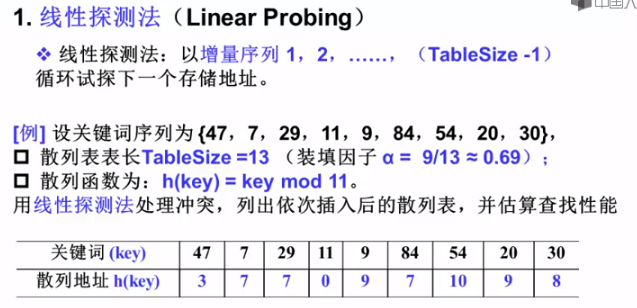 中国大
1. 线性探测法（Linear Probing）
❖ 线性探测法：以增量序列 1，2，……，（TableSize -1）
循环试探下一个存储地址。
[例] 设关键词序列为 {47，7，29，11，9，84，54，20，30}，
□ 散列表表长TableSize =13 （装填因子 α = 9/13 ≈ 0.69）；
□ 散列函数为：h(key) = key mod 11。
用线性探测法处理冲突，列出依次插入后的散列表，并估算查找性能
关键词 (key) 47 7 29 11 9 84 54 20 30
散列地址 h(key) 3 7 7 0 9 7 10 9 8